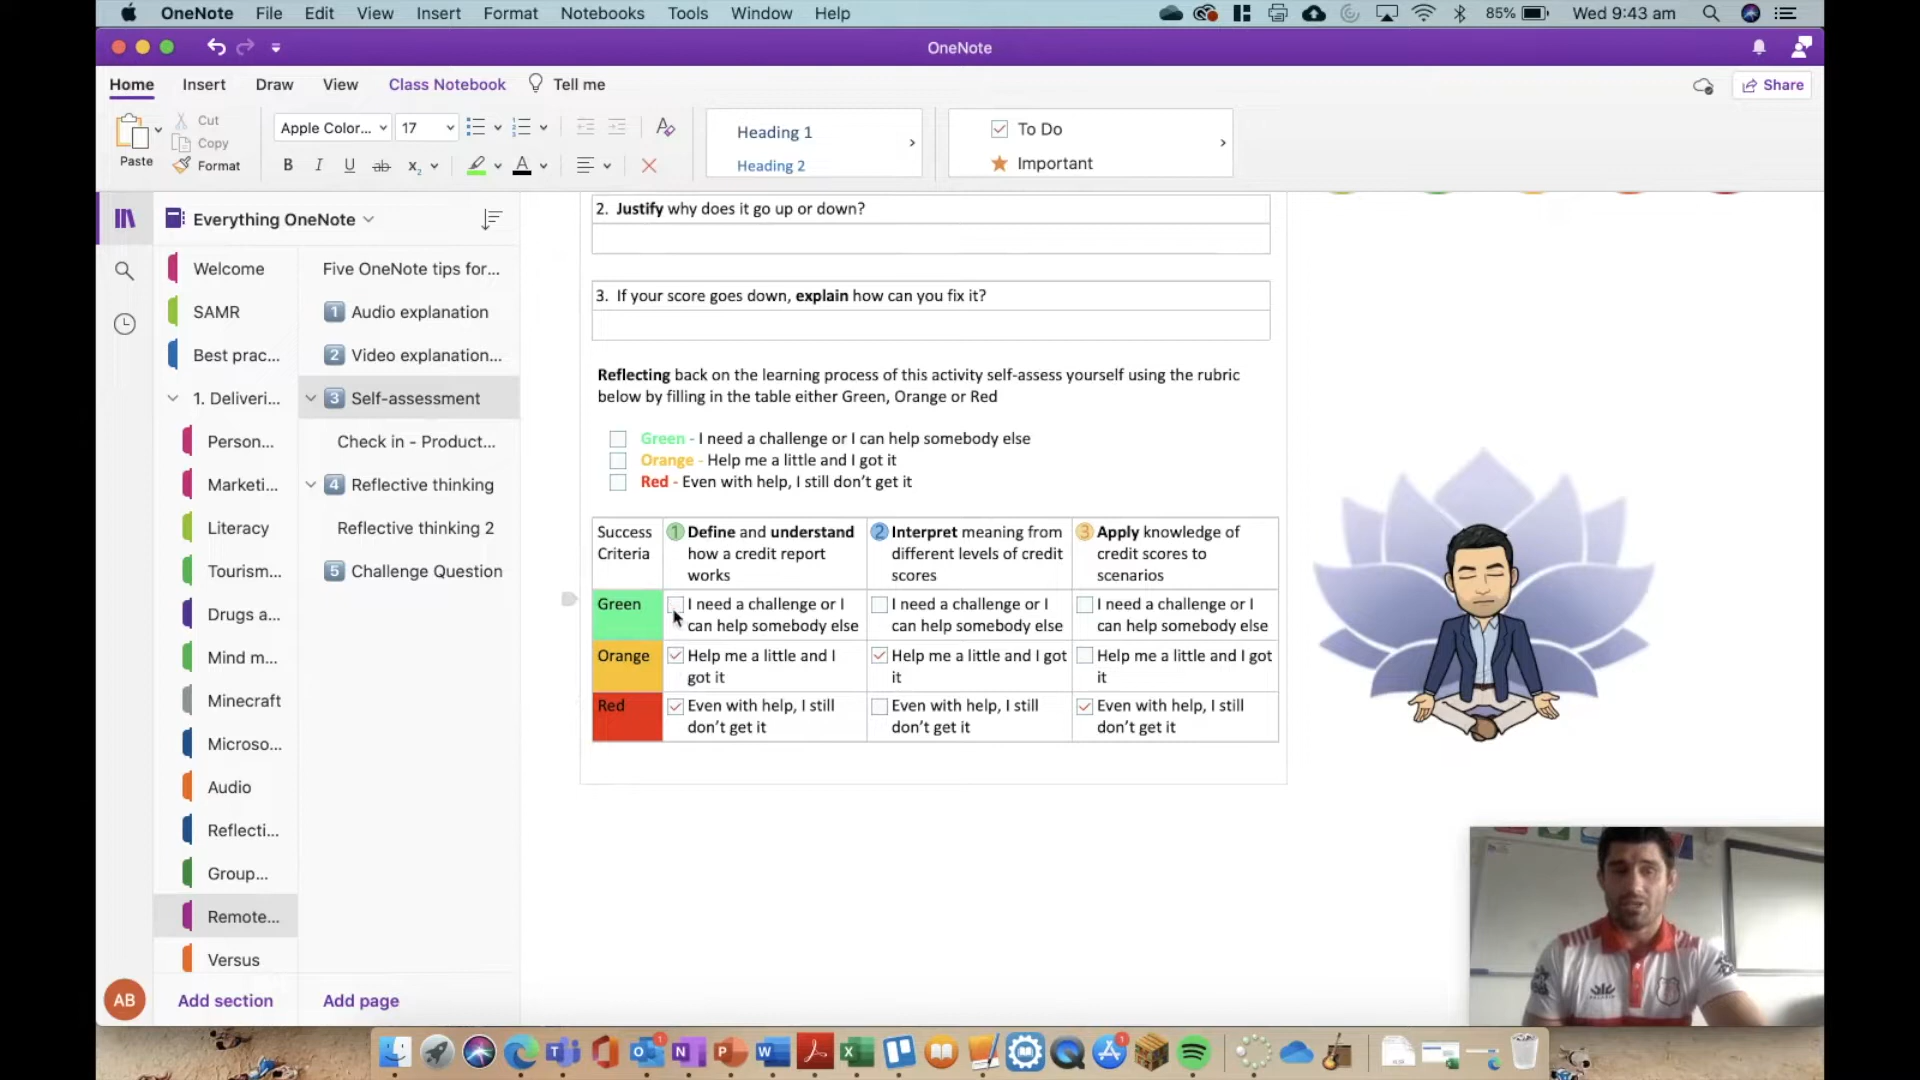 OneNote File Edit View Insert Format Notebooks Tools Window Help 85% Wed 9:43 am
OneNote
Home Insert Draw View Class Notebook Tell me Share
Paste Cut Copy Format
Apple Color... 17
B I U ab X2 A
Heading 1
Heading 2
To Do
Important
Everything OneNote
Welcome
SAMR
Best prac...
1. Deliveri...
Person...
Marketi...
Literacy
Tourism...
Drugs a...
Mind m...
Minecraft
Microso...
Audio
Reflecti...
Group...
Remote...
Versus
AB
Add section
Five OneNote tips for...
1 Audio explanation
2 Video explanation...
3 Self-assessment
Check in - Product...
4 Reflective thinking
Reflective thinking 2
5 Challenge Question
Add page
2. Justify why does it go up or down?
3. If your score goes down, explain how can you fix it?
Reflecting back on the learning process of this activity self-assess yourself using the rubric
below by filling in the table either Green, Orange or Red
Green - I need a challenge or I can help somebody else
Orange - Help me a little and I got it
Red - Even with help, I still don't get it
Success
Criteria
1 Define and understand
how a credit report
works
2 Interpret meaning from
different levels of credit
scores
3 Apply knowledge of
credit scores to
scenarios
Green
I need a challenge or I
can help somebody else
I need a challenge or I
can help somebody else
I need a challenge or I
can help somebody else
Orange
Help me a little and I
got it
Help me a little and I got
it
Help me a little and I got
it
Red
Even with help, I still
don't get it
Even with help, I still
don't get it
Even with help, I still
don't get it